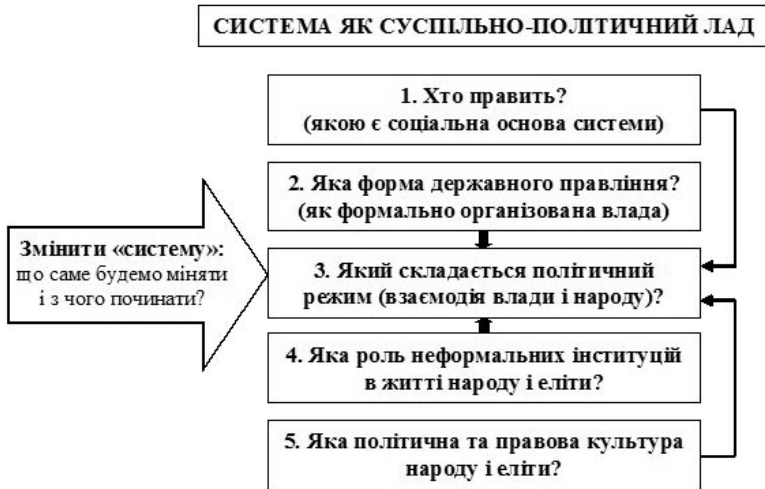 СИСТЕМА ЯК СУСПІЛЬНО-ПОЛІТИЧНИЙ ЛАД
1. Хто править?
(якою є соціальна основа системи)
2. Яка форма державного правління?
(як формально організована влада)
Змінити «систему»:
що саме будемо міняти
і з чого починати?
3. Який складається політичний
режим (взаємодія влади і народу)?
4. Яка роль неформальних інституцій
в житті народу і еліти?
5. Яка політична та правова культура
народу і еліти?